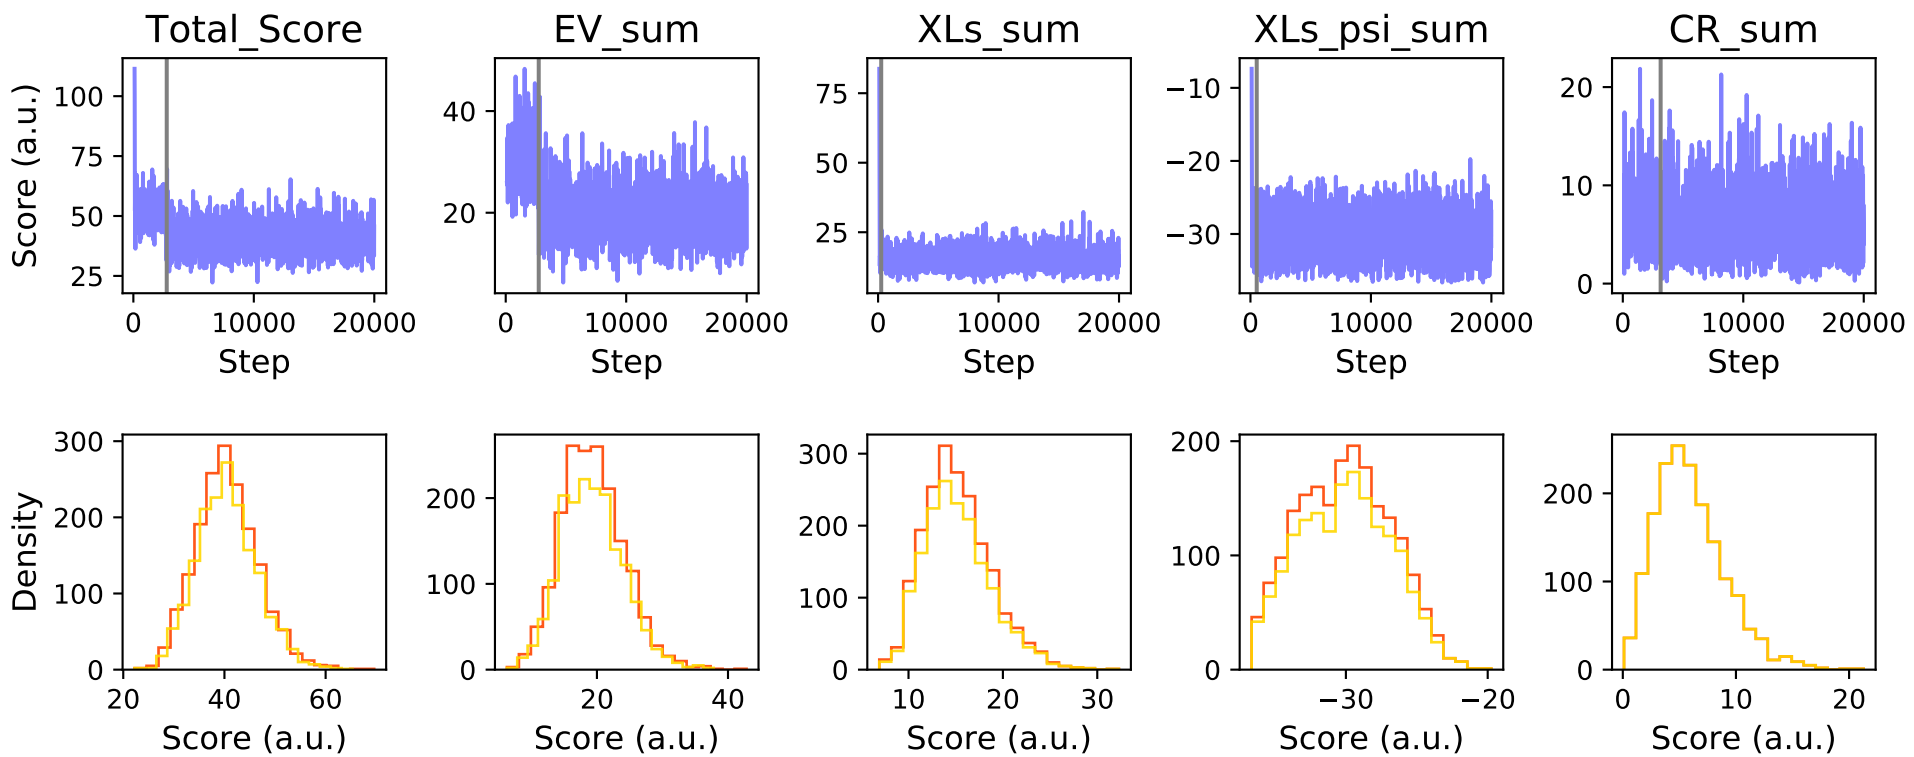 Total_Score EV_sum XLs_sum XLs_psi_sum CR_sum
Score (a.u.)
100
75
50
25
0 10000 20000
Step
40
20
0 10000 20000
Step
75
50
25
0 10000 20000
Step
−10
−20
−30
0 10000 20000
Step
20
10
0
0 10000 20000
Step
Density
300
200
100
0
20 40 60
Score (a.u.)
200
100
0
20 40
Score (a.u.)
300
200
100
0
10 20 30
Score (a.u.)
200
100
0
−30 −20
Score (a.u.)
200
100
0
0 10 20
Score (a.u.)